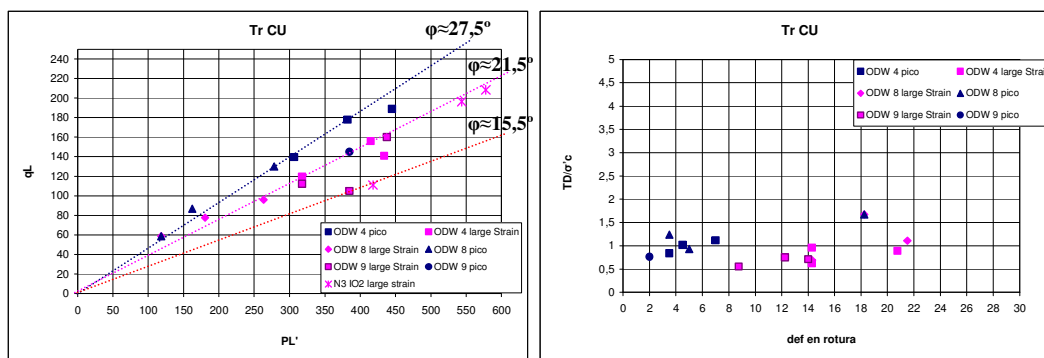 Tr CU
φ≈27,5º
φ≈21,5º
φ≈15,5º
qL
240
220
200
180
160
140
120
100
80
60
40
20
0
0 50 100 150 200 250 300 350 400 450 500 550 600
PL'
ODW 4 pico
ODW 4 large Strain
ODW 8 large Strain
ODW 8 pico
ODW 9 large Strain
ODW 9 pico
N3 IO2 large strain
Tr CU
TD/σ'c
5
4,5
4
3,5
3
2,5
2
1,5
1
0,5
0
0 2 4 6 8 10 12 14 16 18 20 22 24 26 28 30
def en rotura
ODW 4 pico
ODW 4 large Strain
ODW 8 large Strain
ODW 8 pico
ODW 9 large Strain
ODW 9 pico